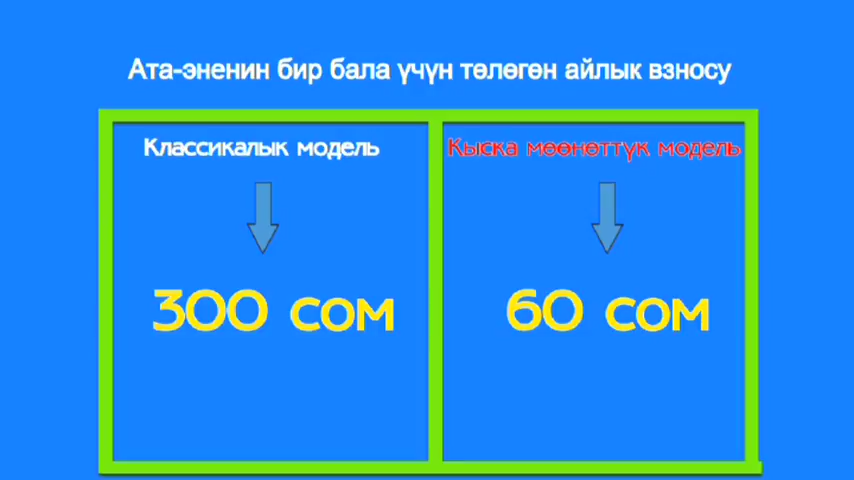 Ата-эненин бир бала үчүн төлөгөн айлык взносу
Классикалык модель
Кыска мөөнөттүк модель
300 сом
60 сом